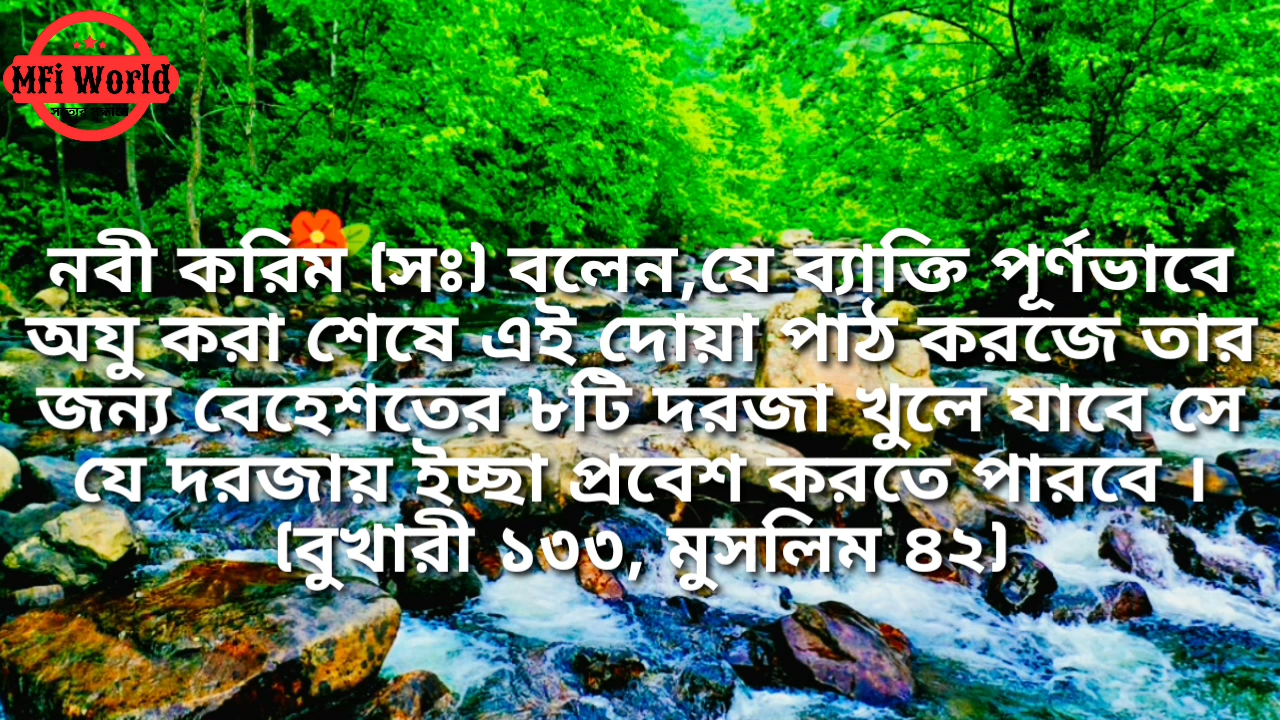 MFi World
নবী করিম (সঃ) বলেন,যে ব্যাক্তি পূর্ণভাবে
অযু করা শেষে এই দোয়া পাঠ করজে তার
জন্য বেহেশতের ৮টি দরজা খুলে যাবে সে
যে দরজায় ইচ্ছা প্রবেশ করতে পারবে ।
(বুখারী ১৩৩, মুসলিম ৪২)